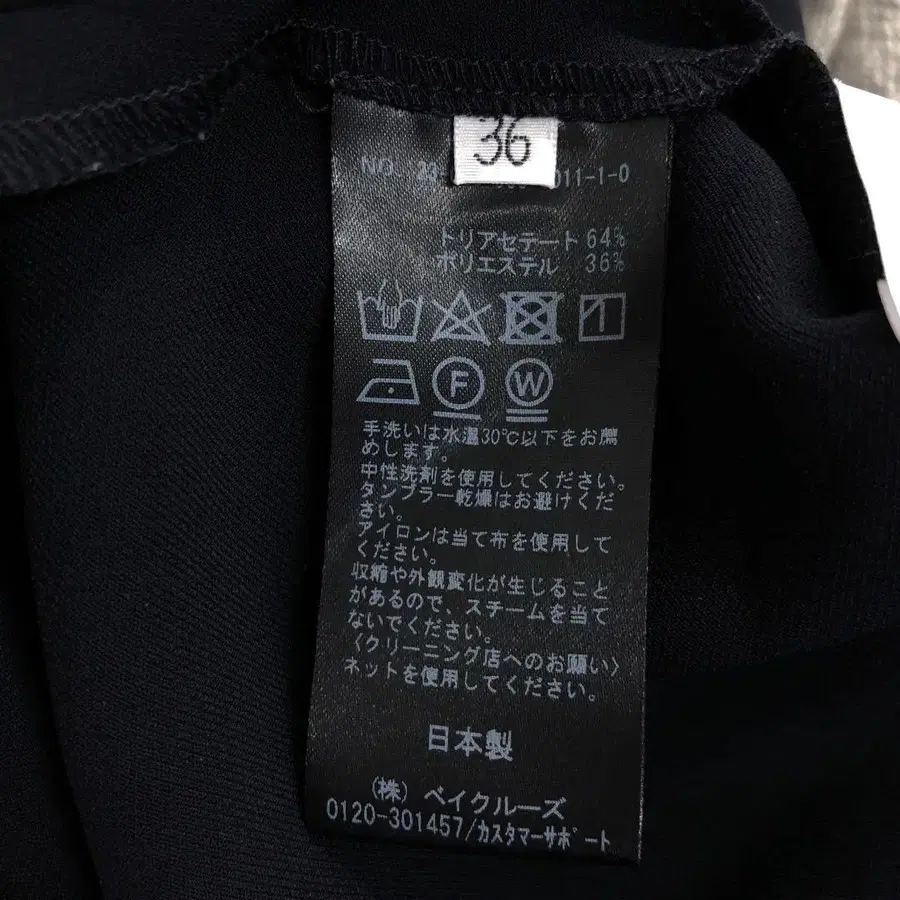 36
011-1-0
トリアセテート 64%
ポリエステル 36%
F W
手洗いは水温30℃以下をお薦
めします。
中性洗剤を使用してください。
タンブラー乾燥はお避けくだ
さい。
アイロンは当て布を使用して
ください。
収縮や外観変化が生じること
があるので、スチームを当て
ないでください。
〈クリーニング店へのお願い〉
ネットを使用してください。
日本製
(株) ベイクルーズ
0120-301457/カスタマーサポート